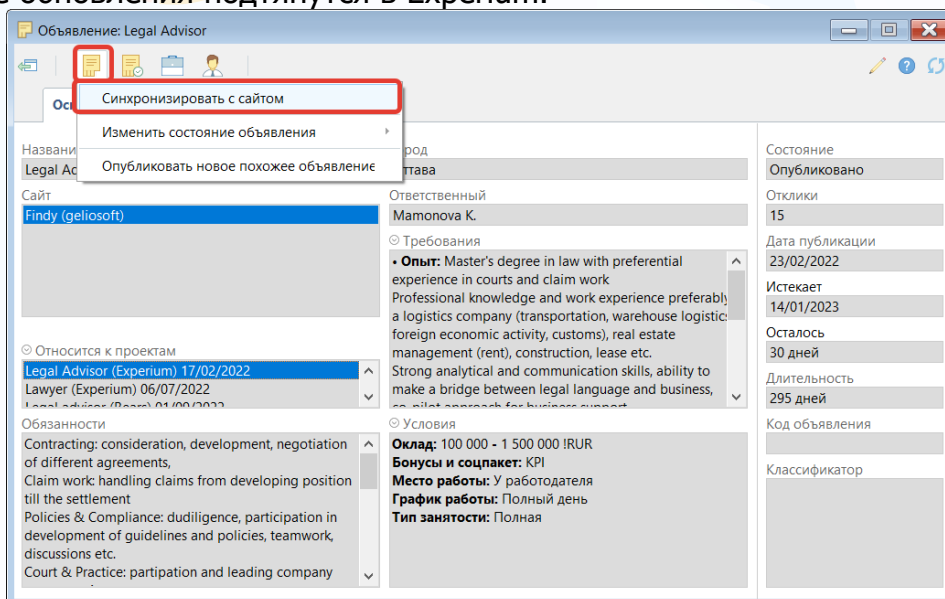 обновления подтянутся в Experium.
Объявление: Legal Advisor
Синхронизировать с сайтом
Изменить состояние объявления
Опубликовать новое похожее объявление
Состояние
Опубликовано
Сайт
Ответственный
Отклики
Findy (geliosoft)
Mamonova K.
15
Требования
Дата публикации
• Опыт: Master's degree in law with preferential
23/02/2022
experience in courts and claim work
Истекает
Professional knowledge and work experience preferably
14/01/2023
a logistics company (transportation, warehouse logistics
Осталось
foreign economic activity, customs), real estate
Относится к проектам
management (rent), construction, lease etc.
30 дней
Legal Advisor (Experium) 17/02/2022
Strong analytical and communication skills, ability to
Длительность
Lawyer (Experium) 06/07/2022
make a bridge between legal language and business,
295 дней
Обязанности
Условия
Код объявления
Contracting: consideration, development, negotiation
Оклад: 100 000 - 1 500 000 !RUR
of different agreements,
Бонусы и соцпакет: KPI
Классификатор
Claim work: handling claims from developing position
Место работы: У работодателя
till the settlement
График работы: Полный день
Policies & Compliance: dudiligence, participation in
Тип занятости: Полная
development of guidelines and policies, teamwork,
discussions etc.
Court & Practice: partipation and leading company